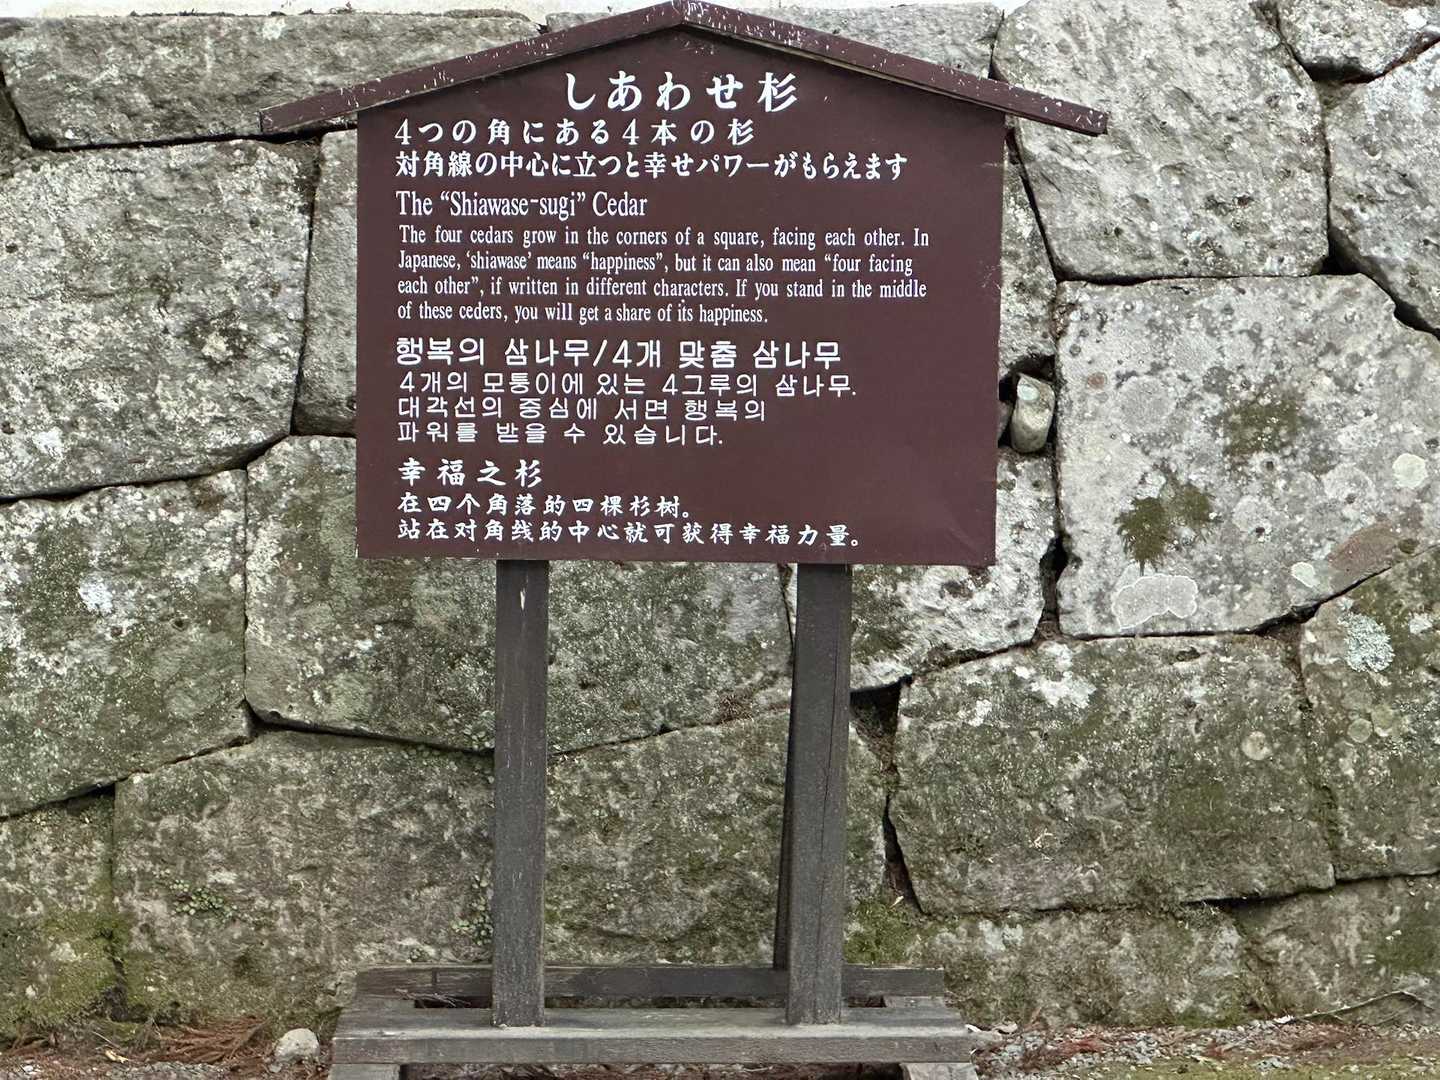 しあわせ杉
4つの角にある4本の杉
対角線の中心に立つと幸せパワーがもらえます
The “Shiawase-sugi” Cedar
The four cedars grow in the corners of a square, facing each other. In
Japanese, ‘shiawase’ means “happiness”, but it can also mean “four facing
each other”, if written in different characters. If you stand in the middle
of these ceders, you will get a share of its happiness.
행복의 삼나무/4개 맞춤 삼나무
4개의 모퉁이에 있는 4그루의 삼나무.
대각선의 중심에 서면 행복의
파워를 받을 수 있습니다.
幸福之杉
在四个角落的四棵杉树。
站在对角线的中心就可获得幸福力量。